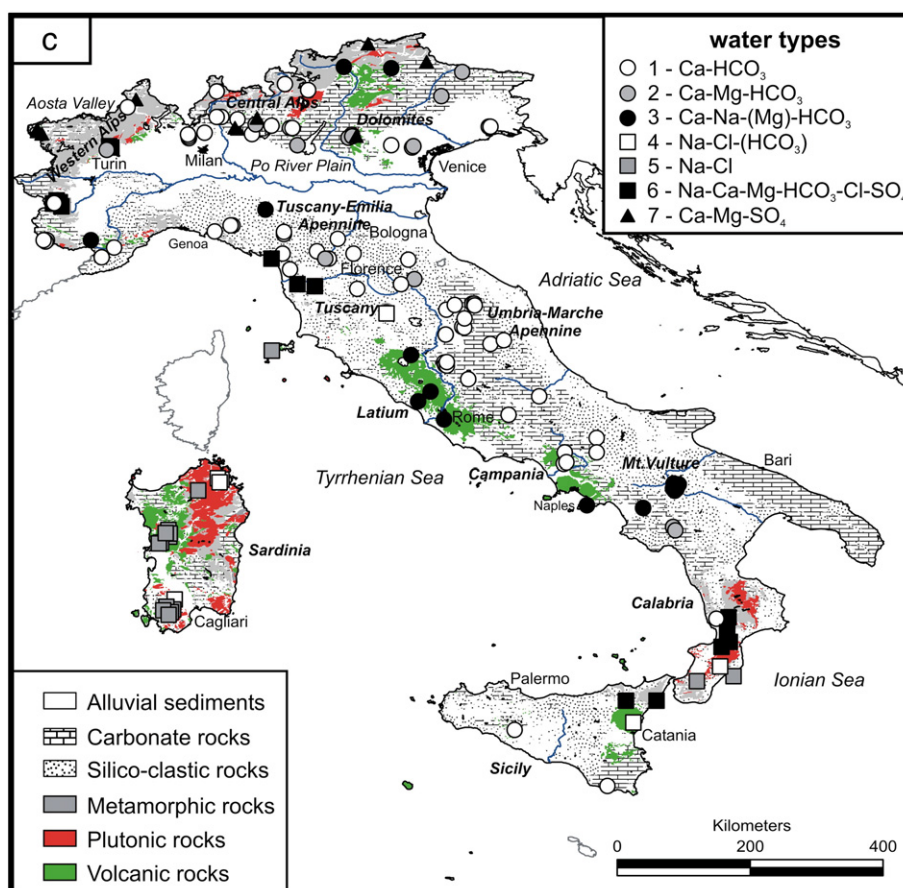 C
water types
1 - Ca-HCO₃
2 - Ca-Mg-HCO₃
3 - Ca-Na-(Mg)-HCO₃
4 - Na-Cl-(HCO₃)
5 - Na-Cl
6 - Na-Ca-Mg-HCO₃-Cl-SO₄
7 - Ca-Mg-SO₄
Aosta Valley
Central Alps
Western Alps
Dolomites
Turin
Milan
Po River Plain
Venice
Tuscany-Emilia
Apennine
Genoa
Bologna
Florence
Adriatic Sea
Tuscany
Umbria-Marche
Apennine
Latium
Rome
Tyrrhenian Sea
Campania
Mt.Vulture
Bari
Naples
Sardinia
Cagliari
Calabria
Palermo
Ionian Sea
Catania
Sicily
Alluvial sediments
Carbonate rocks
Silico-clastic rocks
Metamorphic rocks
Plutonic rocks
Volcanic rocks
Kilometers
0 200 400